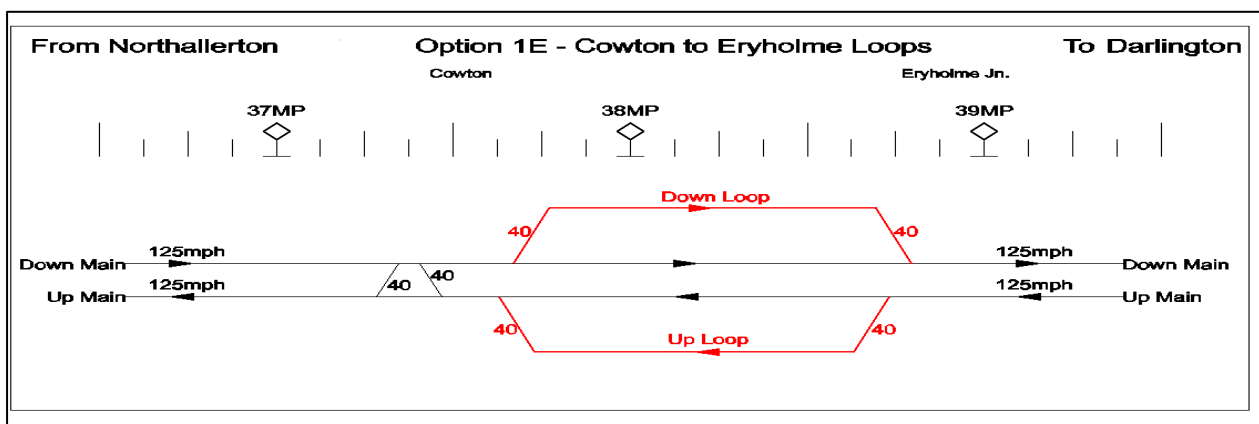 From Northallerton Option 1E - Cowton to Eryholme Loops To Darlington
Cowton Eryholme Jn.
37MP 38MP 39MP
Down Loop
40 40
125mph 125mph
Down Main Down Main
40 40
125mph 125mph
Up Main Up Main
40 40
Up Loop